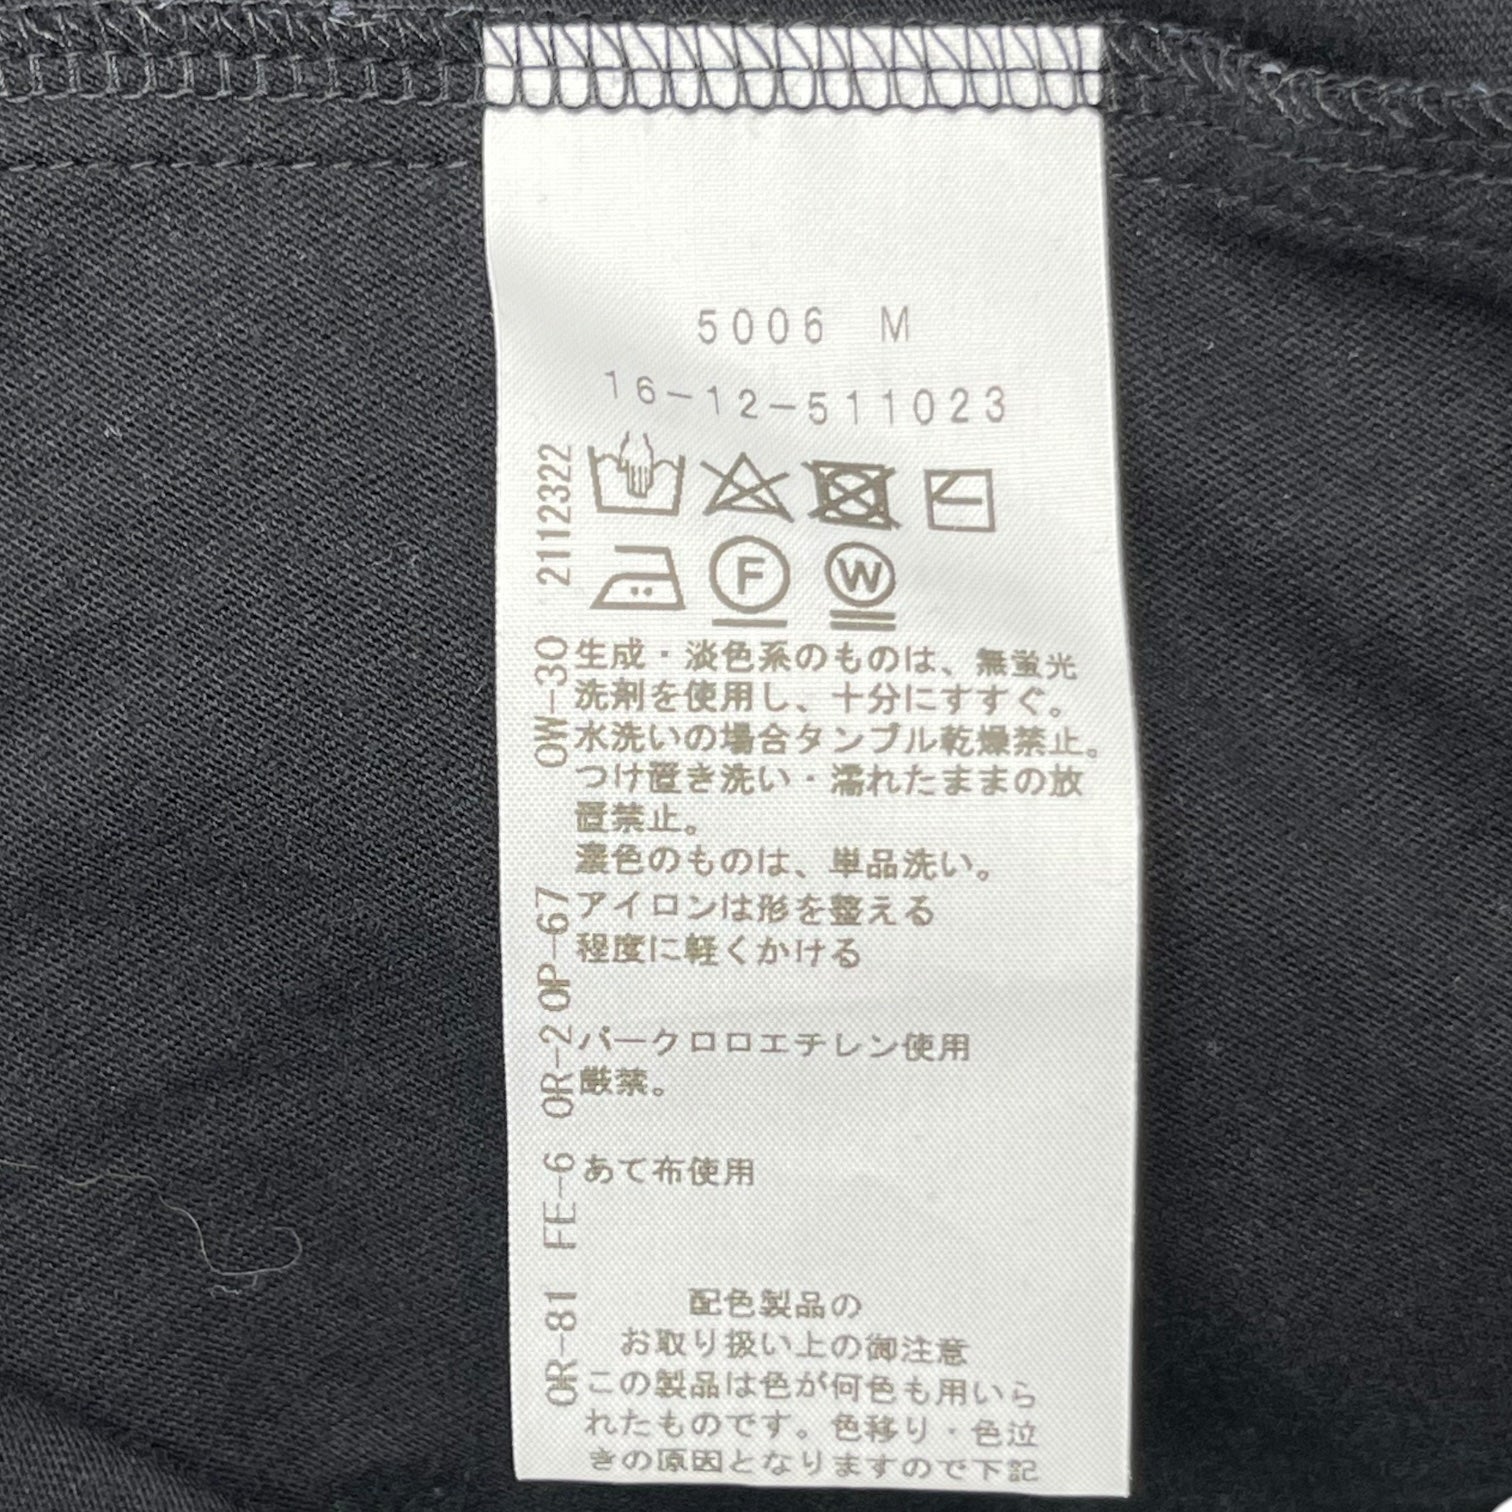 5006 M
16-12-511023
F
W
生成・淡色系のものは、無蛍光
洗剤を使用し、十分にすすぐ。
水洗いの場合タンブル乾燥禁止。
つけ置き洗い・濡れたままの放
置禁止。
濃色のものは、単品洗い。
アイロンは形を整える
程度に軽くかける
パークロロエチレン使用
厳禁。
あて布使用
配色製品の
お取り扱い上の御注意
この製品は色が何色も用いら
れたものです。色移り・色泣
きの原因となりますので下記
OR-81 FE-6 OR-2 OP-67 OW-30 2112322